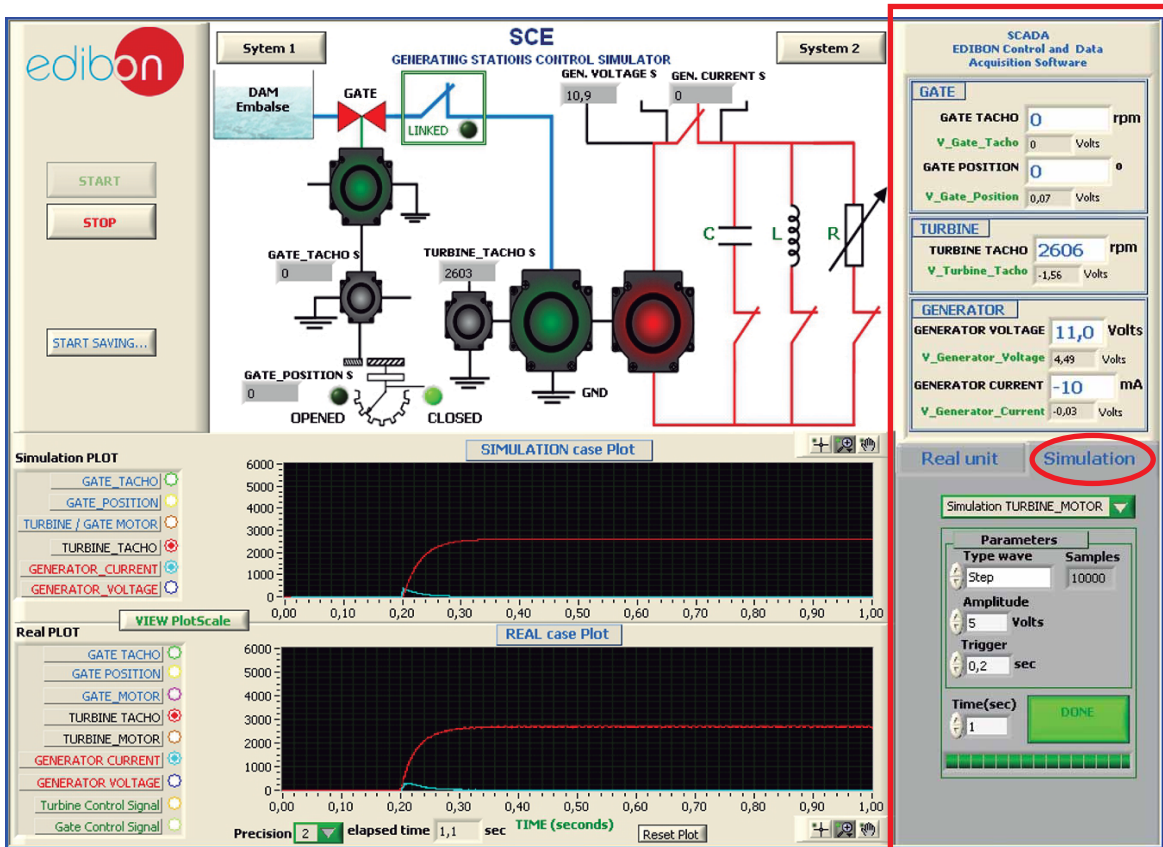 edibon
START
STOP
START SAVING...
Sytem 1
SCE
GENERATING STATIONS CONTROL SIMULATOR
System 2
DAM
Embalse
GATE
LINKED
GEN. VOLTAGE S
10,9
GEN. CURRENT S
0
C
L
R
GATE_TACHO S
0
TURBINE_TACHO S
2603
GATE_POSITION S
0
OPENED
CLOSED
GND
SCADA
EDIBON Control and Data
Acquisition Software
GATE
GATE TACHO 0 rpm
V_Gate_Tacho 0 Volts
GATE POSITION 0 º
V_Gate_Position 0,07 Volts
TURBINE
TURBINE TACHO 2606 rpm
V_Turbine_Tacho -1,56 Volts
GENERATOR
GENERATOR VOLTAGE 11,0 Volts
V_Generator_Voltage 4,49 Volts
GENERATOR CURRENT -10 mA
V_Generator_Current -0,03 Volts
Real unit
Simulation
Simulation TURBINE_MOTOR
Parameters
Type wave
Samples
Step
10000
Amplitude
5 Volts
Trigger
0,2 sec
Time(sec)
1
DONE
Simulation PLOT
GATE_TACHO
GATE_POSITION
TURBINE / GATE MOTOR
TURBINE_TACHO
GENERATOR_CURRENT
GENERATOR_VOLTAGE
VIEW PlotScale
SIMULATION case Plot
6000
5000
4000
3000
2000
1000
0
0,00 0,10 0,20 0,30 0,40 0,50 0,60 0,70 0,80 0,90 1,00
Real PLOT
GATE TACHO
GATE POSITION
GATE_MOTOR
TURBINE TACHO
TURBINE_MOTOR
GENERATOR CURRENT
GENERATOR VOLTAGE
Turbine Control Signal
Gate Control Signal
REAL case Plot
6000
5000
4000
3000
2000
1000
0
0,00 0,10 0,20 0,30 0,40 0,50 0,60 0,70 0,80 0,90 1,00
Precision 2 elapsed time 1,1 sec TIME (seconds) Reset Plot